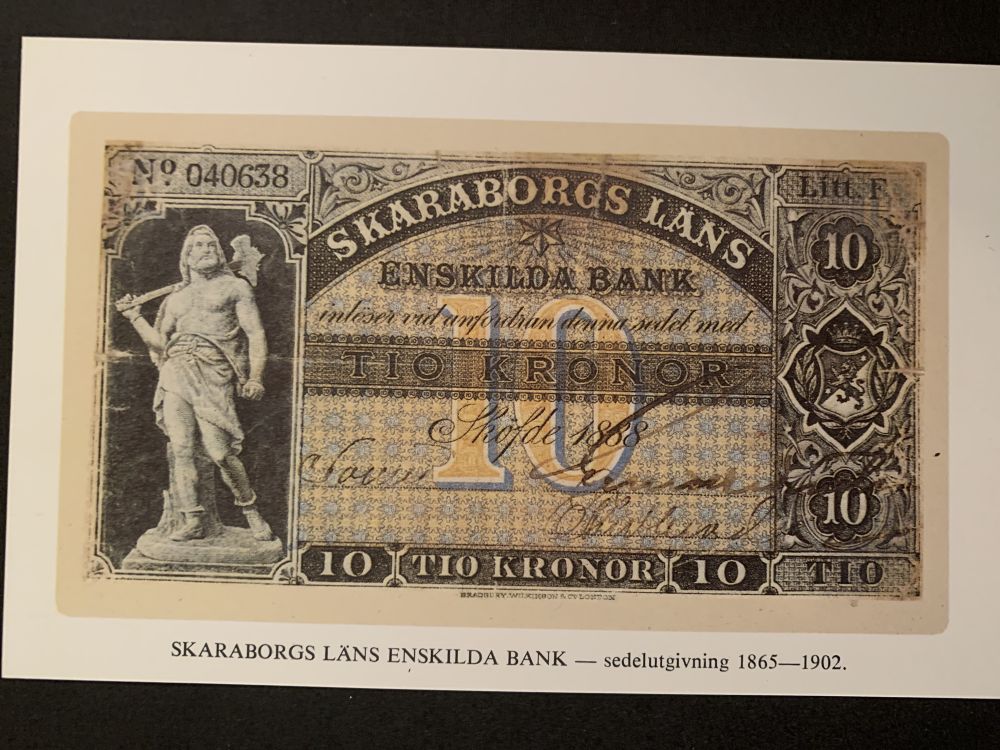 Nº 040638
Litt. F.
SKARABORGS LÄNS
10
ENSKILDA BANK
10
inlöser vid anfordran denna sedel med
TIO KRONOR
Sköfde 1868
10
10 TIO KRONOR 10 TIO
BRADBURY, WILKINSON & Cº LONDON
SKARABORGS LÄNS ENSKILDA BANK — sedelutgivning 1865—1902.